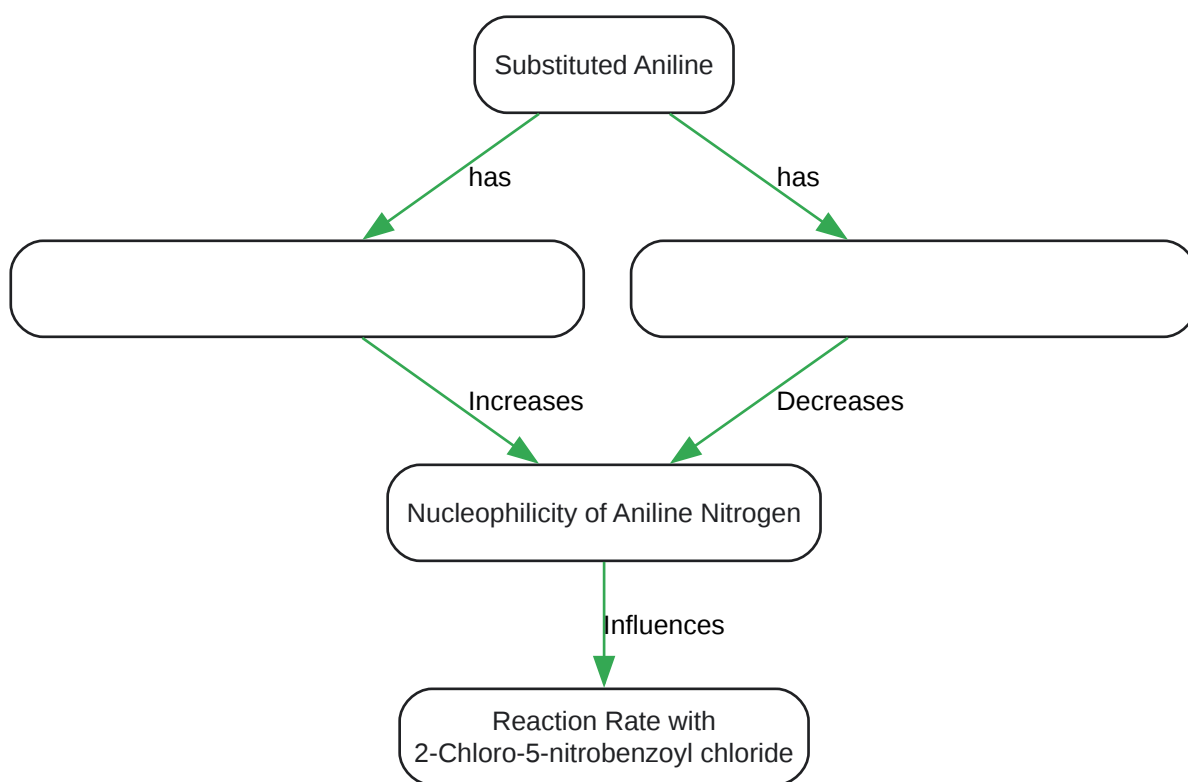 Substituted Aniline
has
has
Increases
Decreases
Nucleophilicity of Aniline Nitrogen
Influences
Reaction Rate with
2-Chloro-5-nitrobenzoyl chloride